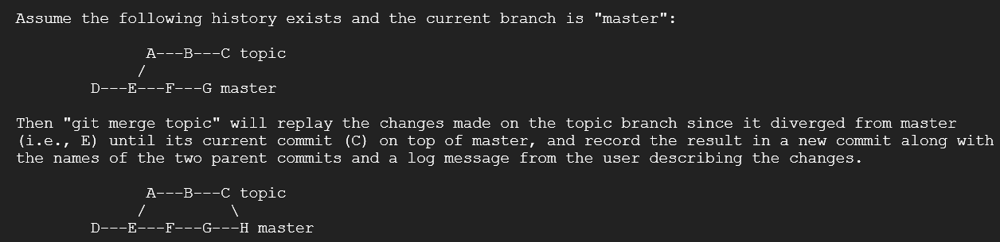 Assume the following history exists and the current branch is "master":
A---B---C topic
/
D---E---F---G master
Then "git merge topic" will replay the changes made on the topic branch since it diverged from master
(i.e., E) until its current commit (C) on top of master, and record the result in a new commit along with
the names of the two parent commits and a log message from the user describing the changes.
A---B---C topic
/         \
D---E---F---G---H master